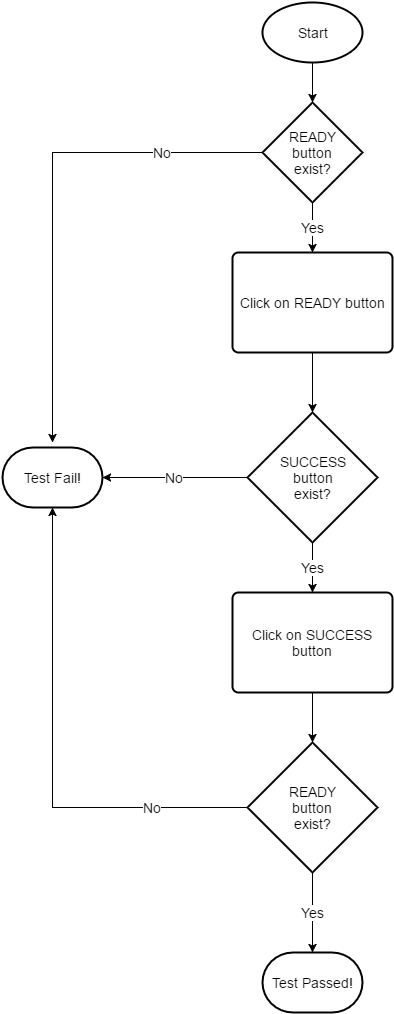 Start
READY
button
exist?
No
Yes
Click on READY button
SUCCESS
button
exist?
Test Fail!
No
Yes
Click on SUCCESS
button
READY
button
exist?
No
Yes
Test Passed!